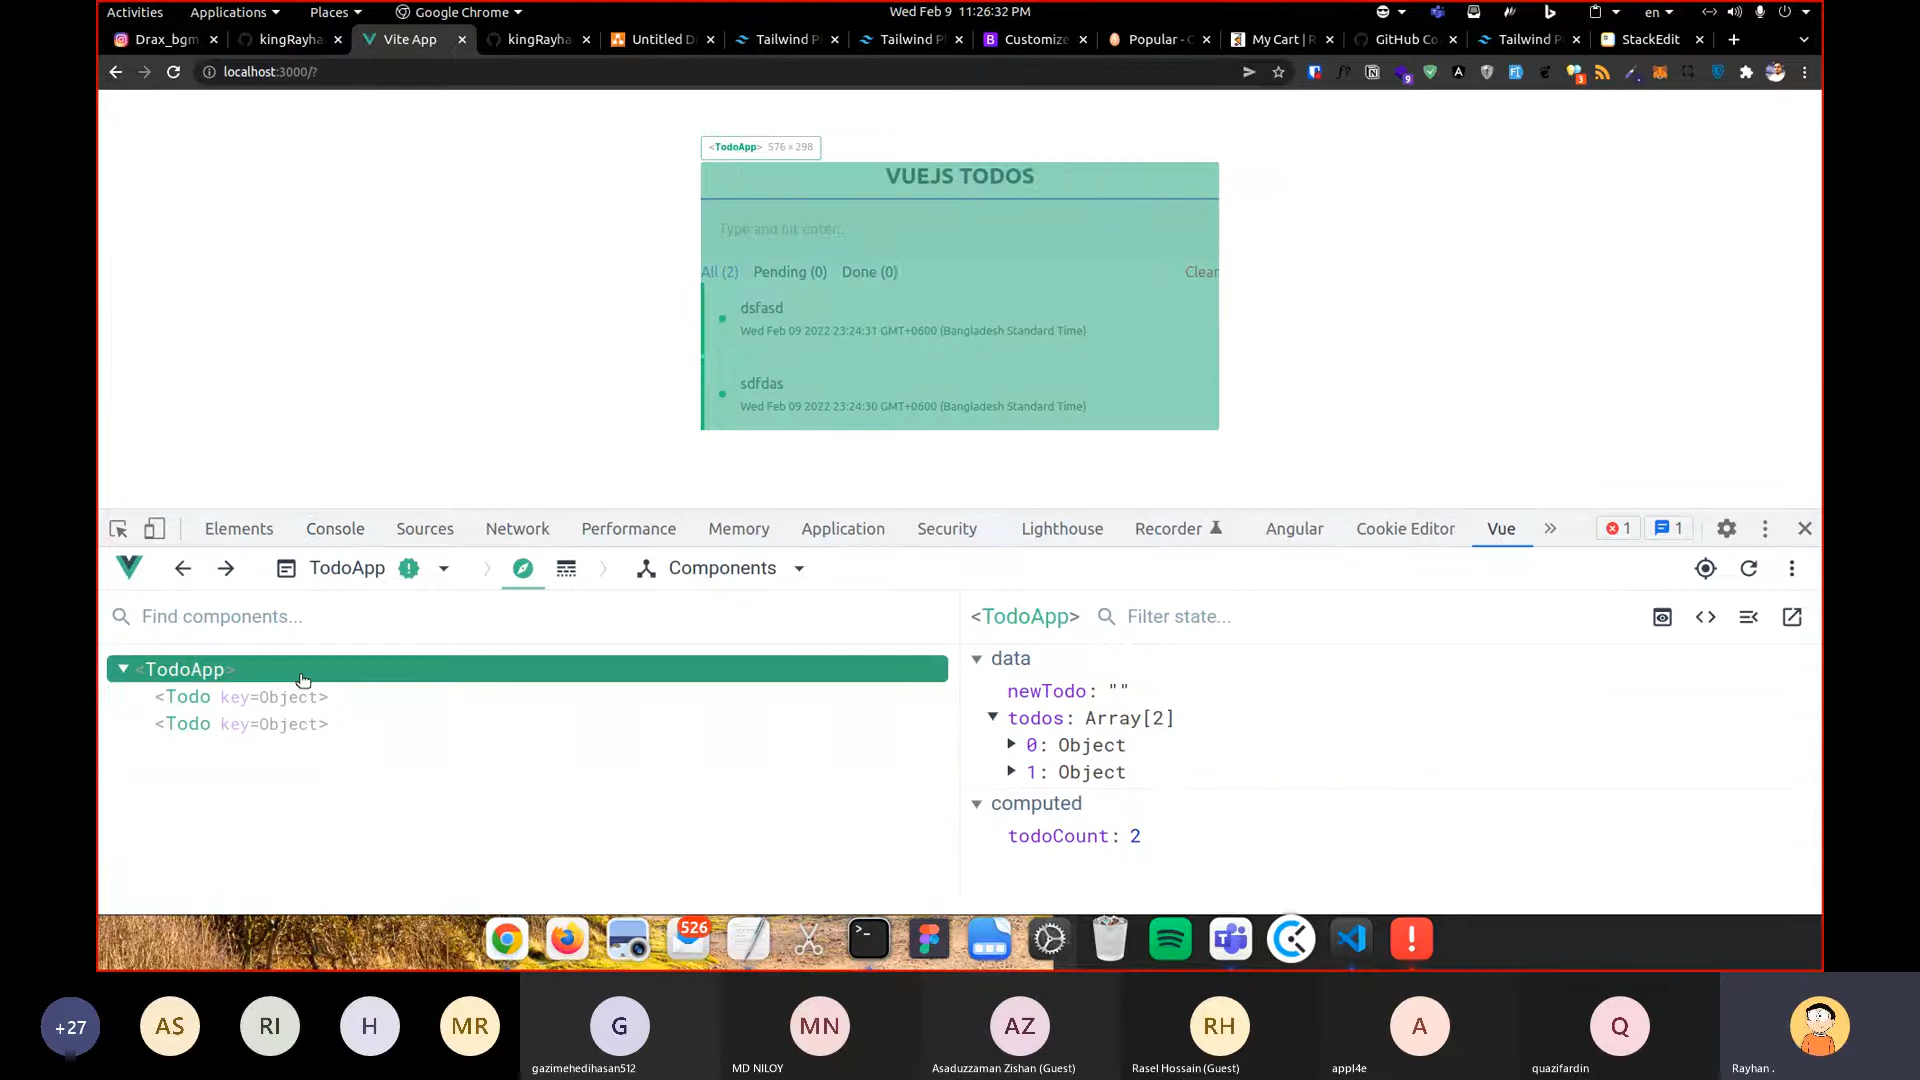 Activities Applications Places Google Chrome Wed Feb 9 11:26:32 PM en
Drax_bgm kingRayha Vite App kingRayha Untitled D Tailwind P Tailwind P Customize Popular - C My Cart | R GitHub Co Tailwind P StackEdit
localhost:3000/?
<TodoApp> 576 × 298
VUEJS TODOS
Type and hit enter..
All (2) Pending (0) Done (0) Clear
dsfasd
Wed Feb 09 2022 23:24:31 GMT+0600 (Bangladesh Standard Time)
sdfdas
Wed Feb 09 2022 23:24:30 GMT+0600 (Bangladesh Standard Time)
Elements Console Sources Network Performance Memory Application Security Lighthouse Recorder Angular Cookie Editor Vue 1 1
TodoApp Components
Find components...
<TodoApp> Filter state...
<TodoApp>
<Todo key=Object>
<Todo key=Object>
data
newTodo: ""
todos: Array[2]
0: Object
1: Object
computed
todoCount: 2
526
+27 AS RI H MR G MN AZ RH A Q
gazimehedihasan512 MD NILOY Asaduzzaman Zishan (Guest) Rasel Hossain (Guest) appl4e quazifardin Rayhan .